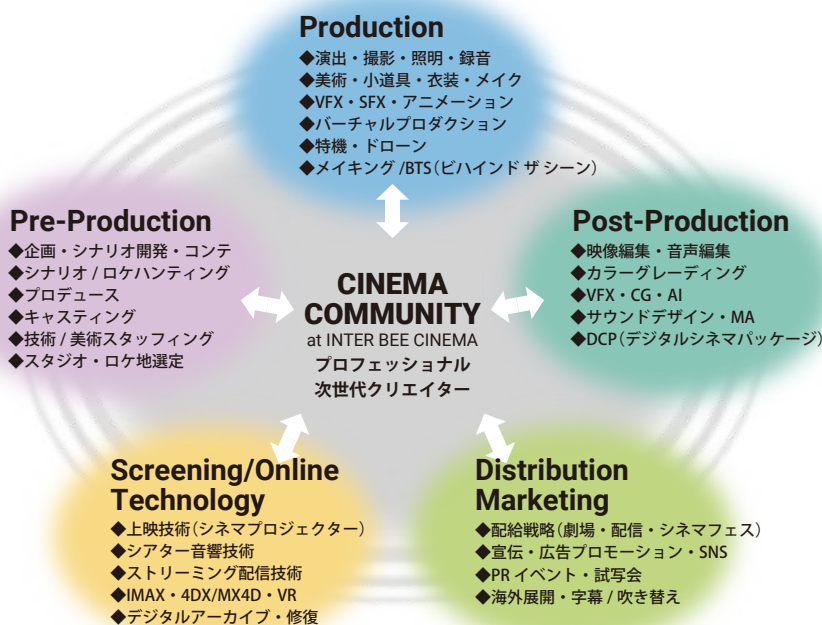 Production
◆演出・撮影・照明・録音
◆美術・小道具・衣装・メイク
◆VFX・SFX・アニメーション
◆バーチャルプロダクション
◆特機・ドローン
◆メイキング /BTS（ビハインド ザ シーン）
Pre-Production
◆企画・シナリオ開発・コンテ
◆シナリオ / ロケハンティング
◆プロデュース
◆キャスティング
◆技術 / 美術スタッフィング
◆スタジオ・ロケ地選定
CINEMA
COMMUNITY
at INTER BEE CINEMA
プロフェッショナル
次世代クリエイター
Post-Production
◆映像編集・音声編集
◆カラーグレーディング
◆VFX・CG・AI
◆サウンドデザイン・MA
◆DCP（デジタルシネマパッケージ）
Screening/Online
Technology
◆上映技術（シネマプロジェクター）
◆シアター音響技術
◆ストリーミング配信技術
◆IMAX・4DX/MX4D・VR
◆デジタルアーカイブ・修復
Distribution
Marketing
◆配給戦略（劇場・配信・シネマフェス）
◆宣伝・広告プロモーション・SNS
◆PR イベント・試写会
◆海外展開・字幕 / 吹き替え